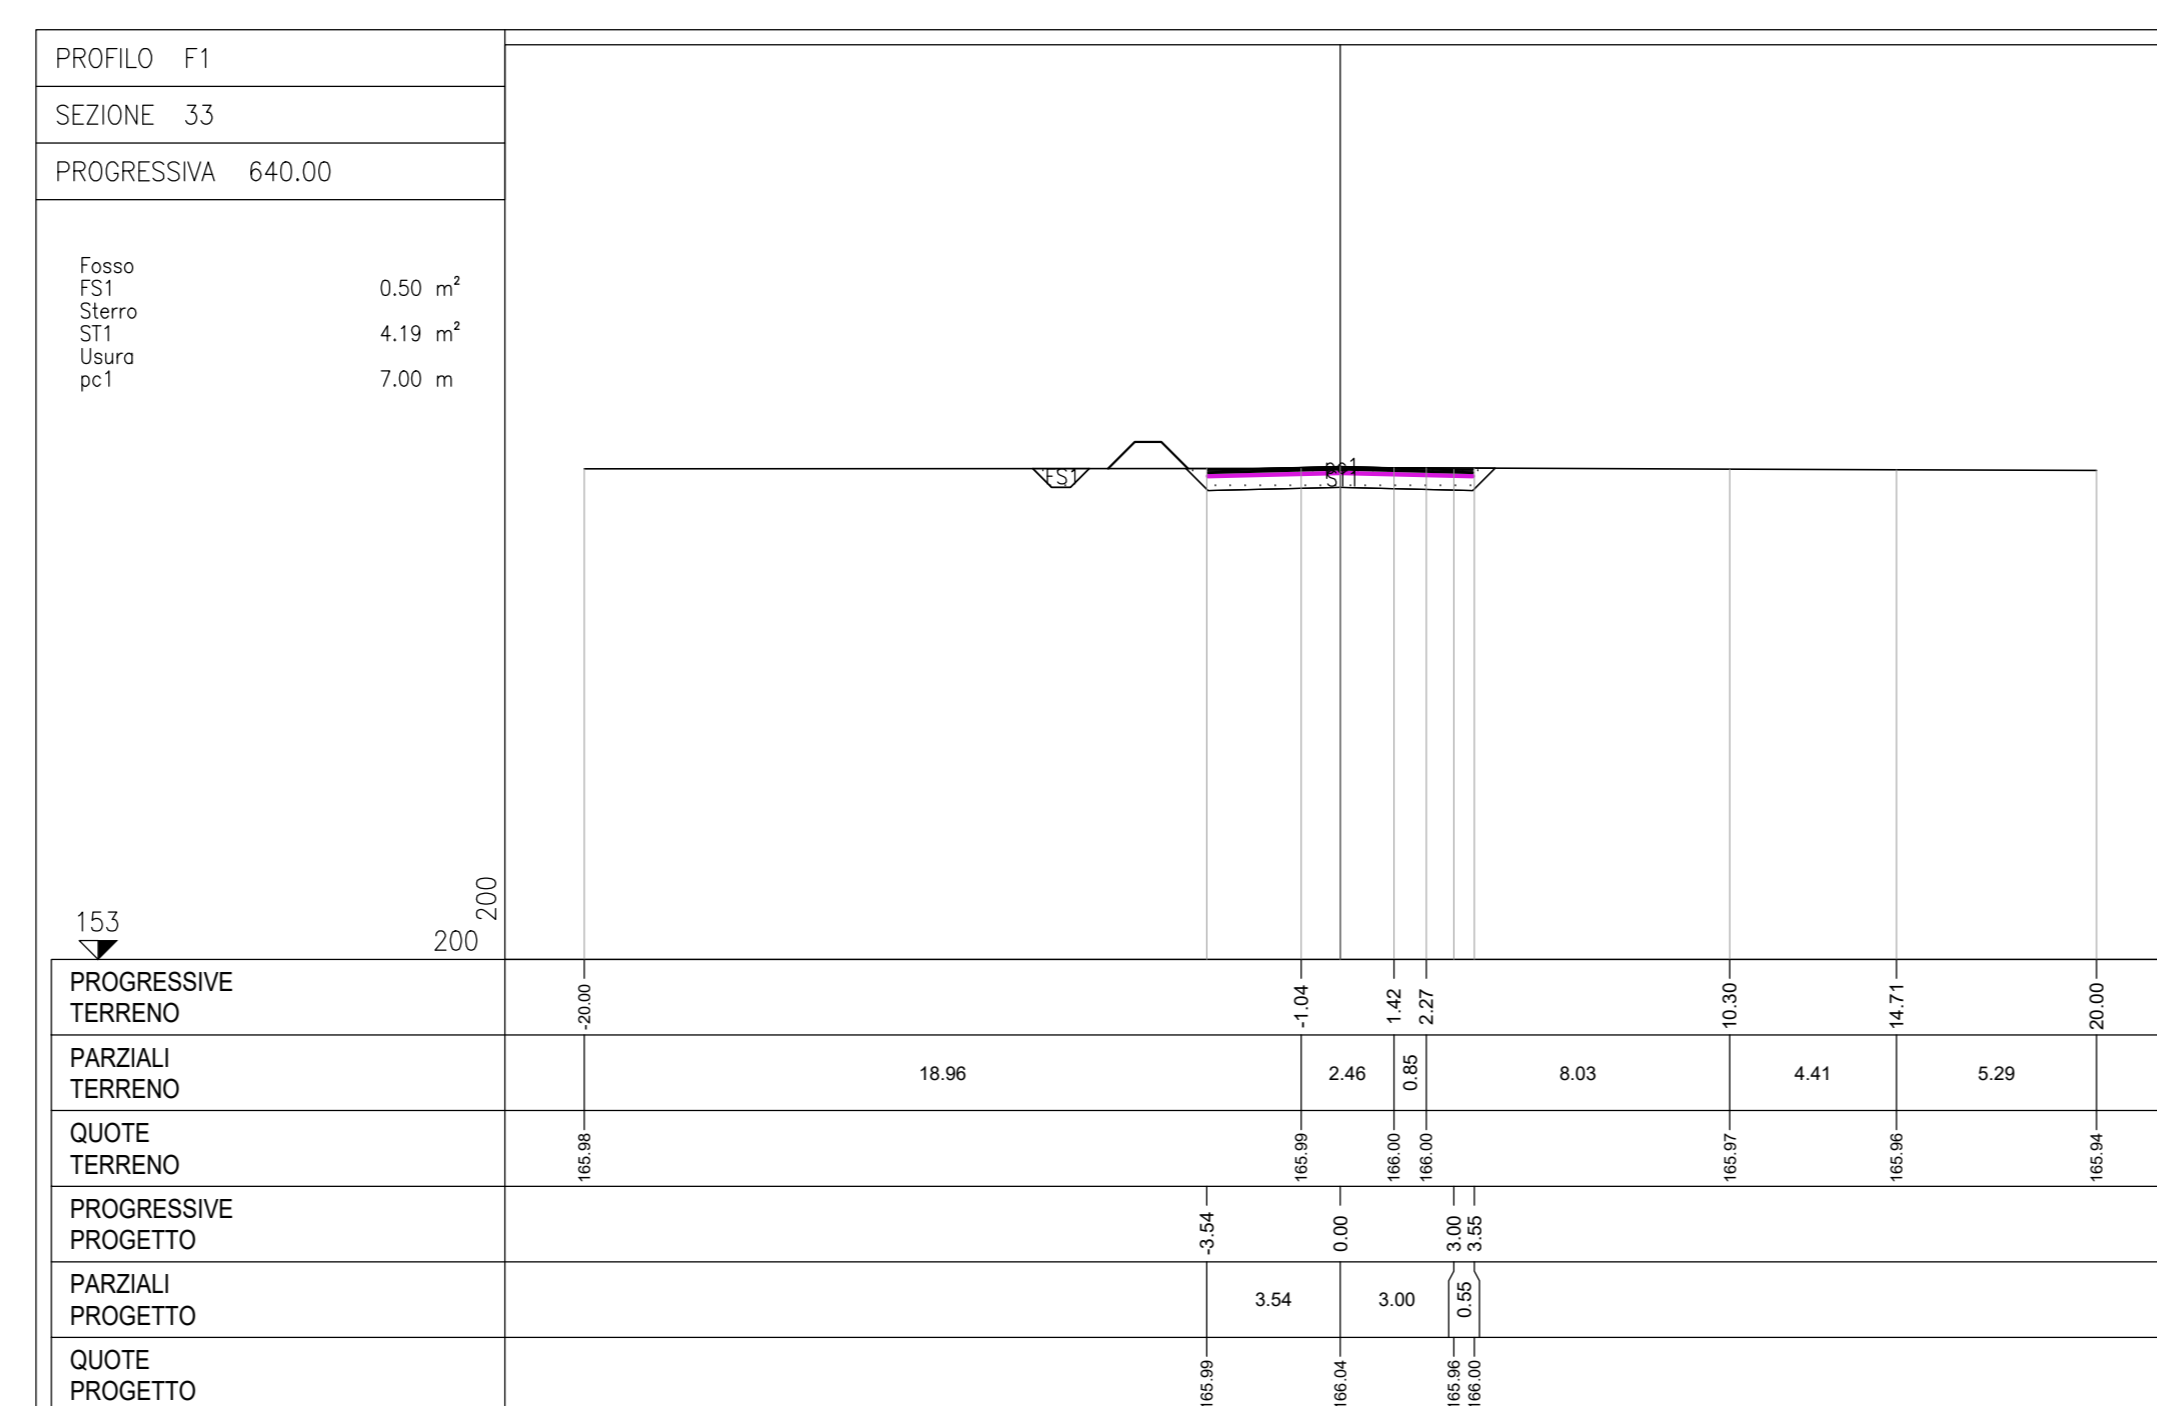 PROFILO F1
SEZIONE 33
PROGRESSIVA 640.00
Fosso
FS1 0.50 m²
Sterro
ST1 4.19 m²
Usura
pc1 7.00 m
pc1
FS1
ST1
200
153
200
PROGRESSIVE
TERRENO
-20.00 -1.04 1.42 2.27 10.30 14.71 20.00
PARZIALI
TERRENO
18.96 2.46 0.85 8.03 4.41 5.29
QUOTE
TERRENO
165.98 165.99 166.00 166.00 165.97 165.96 165.94
PROGRESSIVE
PROGETTO
-3.54 0.00 3.00 3.55
PARZIALI
PROGETTO
3.54 3.00 0.55
QUOTE
PROGETTO
165.99 166.04 165.96 166.00